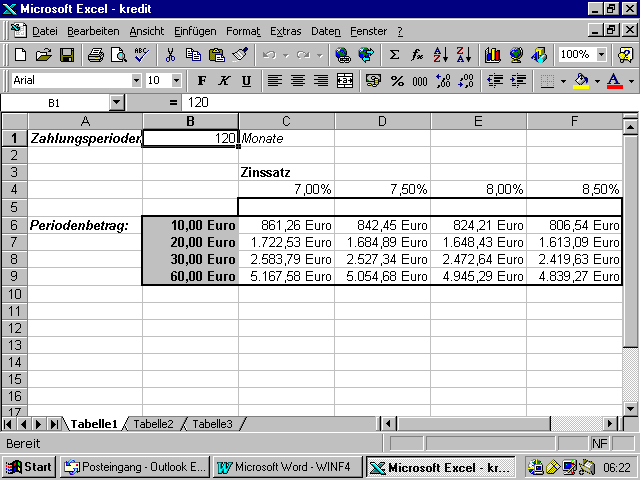 Microsoft Excel - kredit
Datei Bearbeiten Ansicht Einfügen Format Extras Daten Fenster ?
100%
Arial 10 F K U % 000
B1 = 120
A B C D E F
1 Zahlungsperioden 120 Monate
2
3 Zinssatz
4 7,00% 7,50% 8,00% 8,50%
5
6 Periodenbetrag: 10,00 Euro 861,26 Euro 842,45 Euro 824,21 Euro 806,54 Euro
7 20,00 Euro 1.722,53 Euro 1.684,89 Euro 1.648,43 Euro 1.613,09 Euro
8 30,00 Euro 2.583,79 Euro 2.527,34 Euro 2.472,64 Euro 2.419,63 Euro
9 60,00 Euro 5.167,58 Euro 5.054,68 Euro 4.945,29 Euro 4.839,27 Euro
10
11
12
13
14
15
16
17
Tabelle1 Tabelle2 Tabelle3
Bereit NF
Start Posteingang - Outlook E... Microsoft Word - WINF4 Microsoft Excel - kr... 06:22